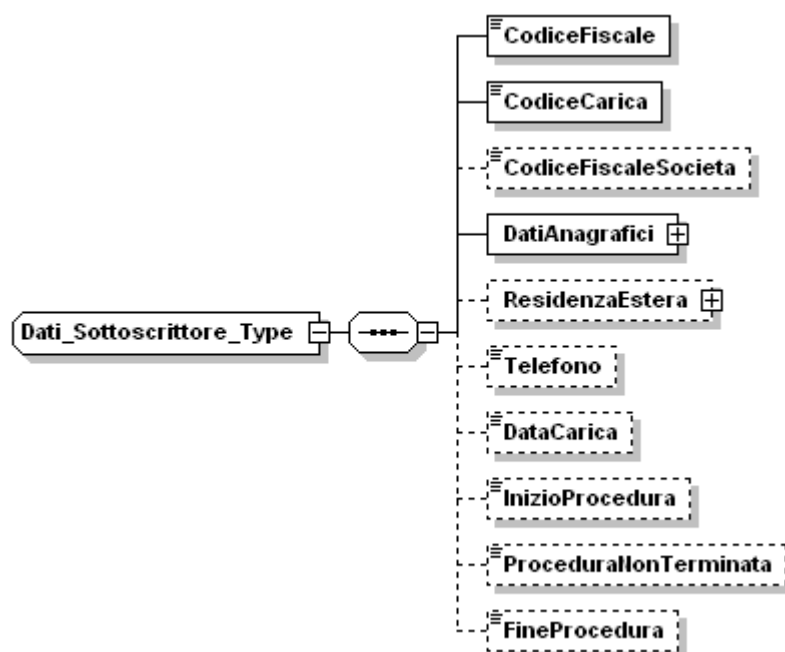 CodiceFiscale
CodiceCarica
CodiceFiscaleSocieta
DatiAnagrafici
ResidenzaEstera
Dati_Sottoscrittore_Type
Telefono
DataCarica
InizioProcedura
ProceduraNonTerminata
FineProcedura